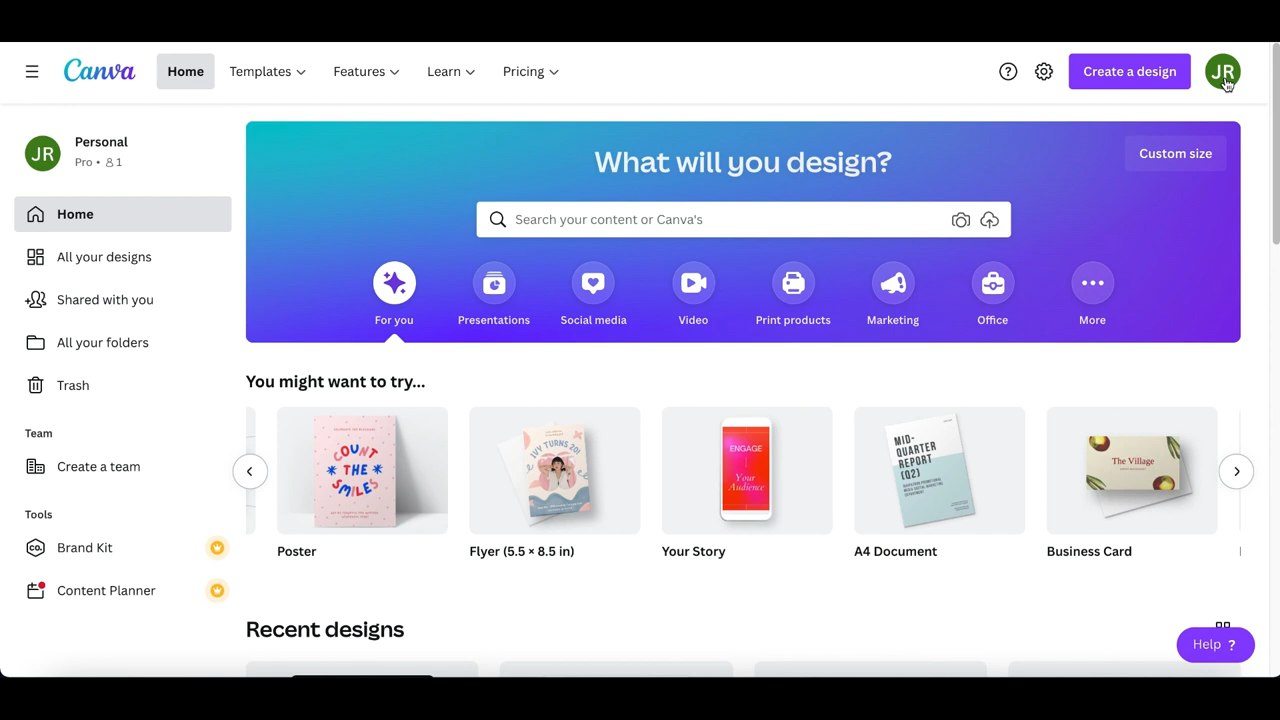 Canva
Home
Templates
Features
Learn
Pricing
Create a design
JR
JR
Personal
Pro • 1
Home
All your designs
Shared with you
All your folders
Trash
Team
Create a team
Tools
CO.
Brand Kit
Content Planner
What will you design?
Custom size
Search your content or Canva's
For you
Presentations
Social media
Video
Print products
Marketing
Office
More
You might want to try...
COUNT
THE
SMILES
Poster
IVY TURNS 20!
Flyer (5.5 × 8.5 in)
ENGAGE
Your
Audience
Your Story
MID-
QUARTER
REPORT
(Q2)
A4 Document
The Village
Business Card
Recent designs
Help ?